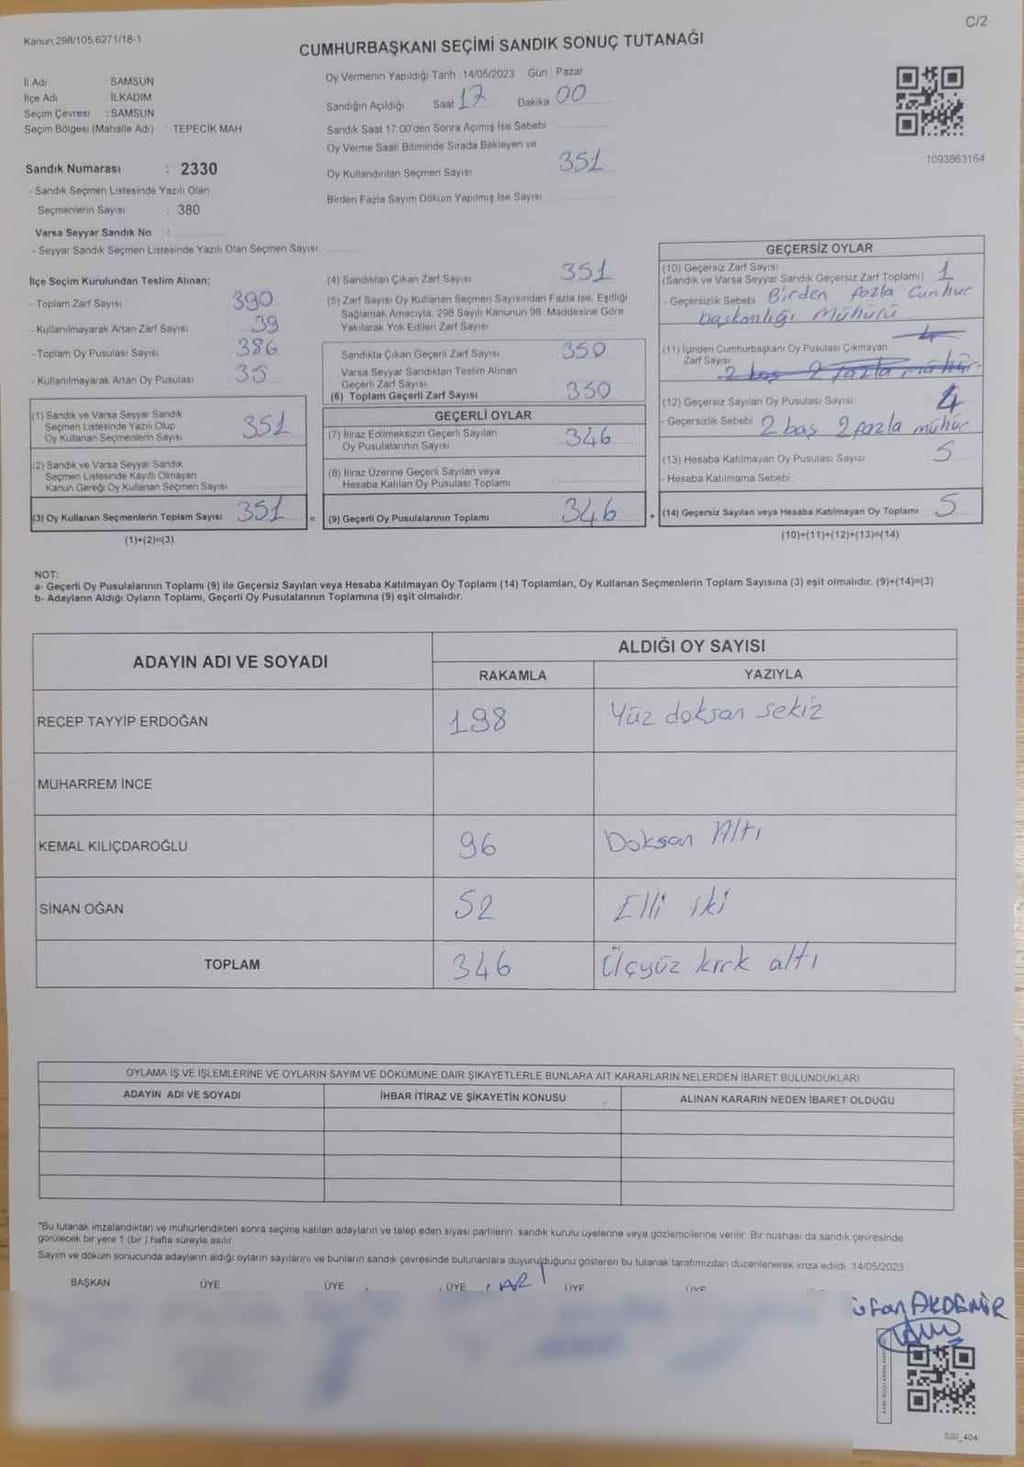 C/2
Kanun:298/105.6271/18-1
CUMHURBAŞKANI SEÇİMİ SANDIK SONUÇ TUTANAĞI
İl Adı SAMSUN
İlçe Adı İLKADIM
Seçim Çevresi : SAMSUN
Seçim Bölgesi (Mahalle Adı) : TEPECİK MAH
Sandık Numarası : 2330
- Sandık Seçmen Listesinde Yazılı Olan
Seçmenlerin Sayısı : 380
Varsa Seyyar Sandık No :
- Seyyar Sandık Seçmen Listesinde Yazılı Olan Seçmen Sayısı
Oy Vermenin Yapıldığı Tarih : 14/05/2023 Gün : Pazar
Sandığın Açıldığı Saat 17 Dakika 00
Sandık Saat 17:00'den Sonra Açımış İse Sebebi
Oy Verme Saati Bitiminde Sırada Bekleyen ve
Oy Kullandırılan Seçmen Sayısı 351
Birden Fazla Sayım Döküm Yapılmış İse Sayısı
1093863164
İlçe Seçim Kurulundan Teslim Alınan;
- Toplam Zarf Sayısı 390
- Kullanılmayarak Artan Zarf Sayısı 39
- Toplam Oy Pusulası Sayısı 386
- Kullanılmayarak Artan Oy Pusulası 35
(1) Sandık ve Varsa Seyyar Sandık
Seçmen Listesinde Yazılı Olup
Oy Kullanan Seçmenlerin Sayısı 351
(2) Sandık ve Varsa Seyyar Sandık
Seçmen Listesinde Kayıtlı Olmayan
Kanun Gereği Oy Kullanan Seçmen Sayısı
(3) Oy Kullanan Seçmenlerin Toplam Sayısı 351 =
(1)+(2)=(3)
(4) Sandıktan Çıkan Zarf Sayısı 351
(5) Zarf Sayısı Oy Kullanan Seçmen Sayısından Fazla İse, Eşitliği
Sağlamak Amacıyla, 298 Sayılı Kanunun 98. Maddesine Göre
Yakılarak Yok Edilen Zarf Sayısı
Sandıkta Çıkan Geçerli Zarf Sayısı 350
Varsa Seyyar Sandıktan Teslim Alınan
Geçerli Zarf Sayısı
(6) Toplam Geçerli Zarf Sayısı 350
GEÇERLİ OYLAR
(7) İtiraz Edilmeksizin Geçerli Sayılan
Oy Pusulalarının Sayısı 346
(8) İtiraz Üzerine Geçerli Sayılan veya
Hesaba Katılan Oy Pusulası Toplamı
(9) Geçerli Oy Pusulalarının Toplamı 346 +
GEÇERSİZ OYLAR
(10) Geçersiz Zarf Sayısı
(Sandık ve Varsa Seyyar Sandık Geçersiz Zarf Toplamı) 1
- Geçersizlik Sebebi Birden fazla Cumhur
başkanlığı Mühürü
(11) İçinden Cumhurbaşkanı Oy Pusulası Çıkmayan 4
Zarf Sayısı
2 boş 2 fazla mühür
(12) Geçersiz Sayılan Oy Pusulası Sayısı 4
- Geçersizlik Sebebi 2 boş 2 fazla mühür
(13) Hesaba Katılmayan Oy Pusulası Sayısı 5
- Hesaba Katılmama Sebebi
(14) Geçersiz Sayılan veya Hesaba Katılmayan Oy Toplamı 5
(10)+(11)+(12)+(13)=(14)
NOT:
a- Geçerli Oy Pusulalarının Toplamı (9) ile Geçersiz Sayılan veya Hesaba Katılmayan Oy Toplamı (14) Toplamları, Oy Kullanan Seçmenlerin Toplam Sayısına (3) eşit olmalıdır. (9)+(14)=(3)
b- Adayların Aldığı Oyların Toplamı, Geçerli Oy Pusulalarının Toplamına (9) eşit olmalıdır.
ADAYIN ADI VE SOYADI ALDIĞI OY SAYISI
RAKAMLA YAZIYLA
RECEP TAYYİP ERDOĞAN 198 Yüz doksan sekiz
MUHARREM İNCE
KEMAL KILIÇDAROĞLU 96 Doksan Altı
SİNAN OĞAN 52 Elli iki
TOPLAM 346 Üçyüz kırk altı
OYLAMA İŞ VE İŞLEMLERİNE VE OYLARIN SAYIM VE DÖKÜMÜNE DAİR ŞİKAYETLERLE BUNLARA AİT KARARLARIN NELERDEN İBARET BULUNDUKLARI
ADAYIN ADI VE SOYADI İHBAR İTİRAZ VE ŞİKAYETİN KONUSU ALINAN KARARIN NEDEN İBARET OLDUĞU
"Bu tutanak imzalandıktan ve mühürlendikten sonra seçime katılan adayların ve talep eden siyasi partilerin sandık kurulu üyelerine veya gözlemcilerine verilir. Bir nushası da sandık çevresinde
görülecek bir yere 1 (bir ) hafta süreyle asılır.
Sayım ve döküm sonucunda adayların aldığı oyların sayılarını ve bunların sandık çevresinde bulunanlara duyurulduğunu gösteren bu tutanak tarafımızdan düzenlenerek imza edildi. 14/05/2023
BAŞKAN ÜYE ÜYE ÜYE ÜYE ÜYE
AKDEMİR
SSI_404